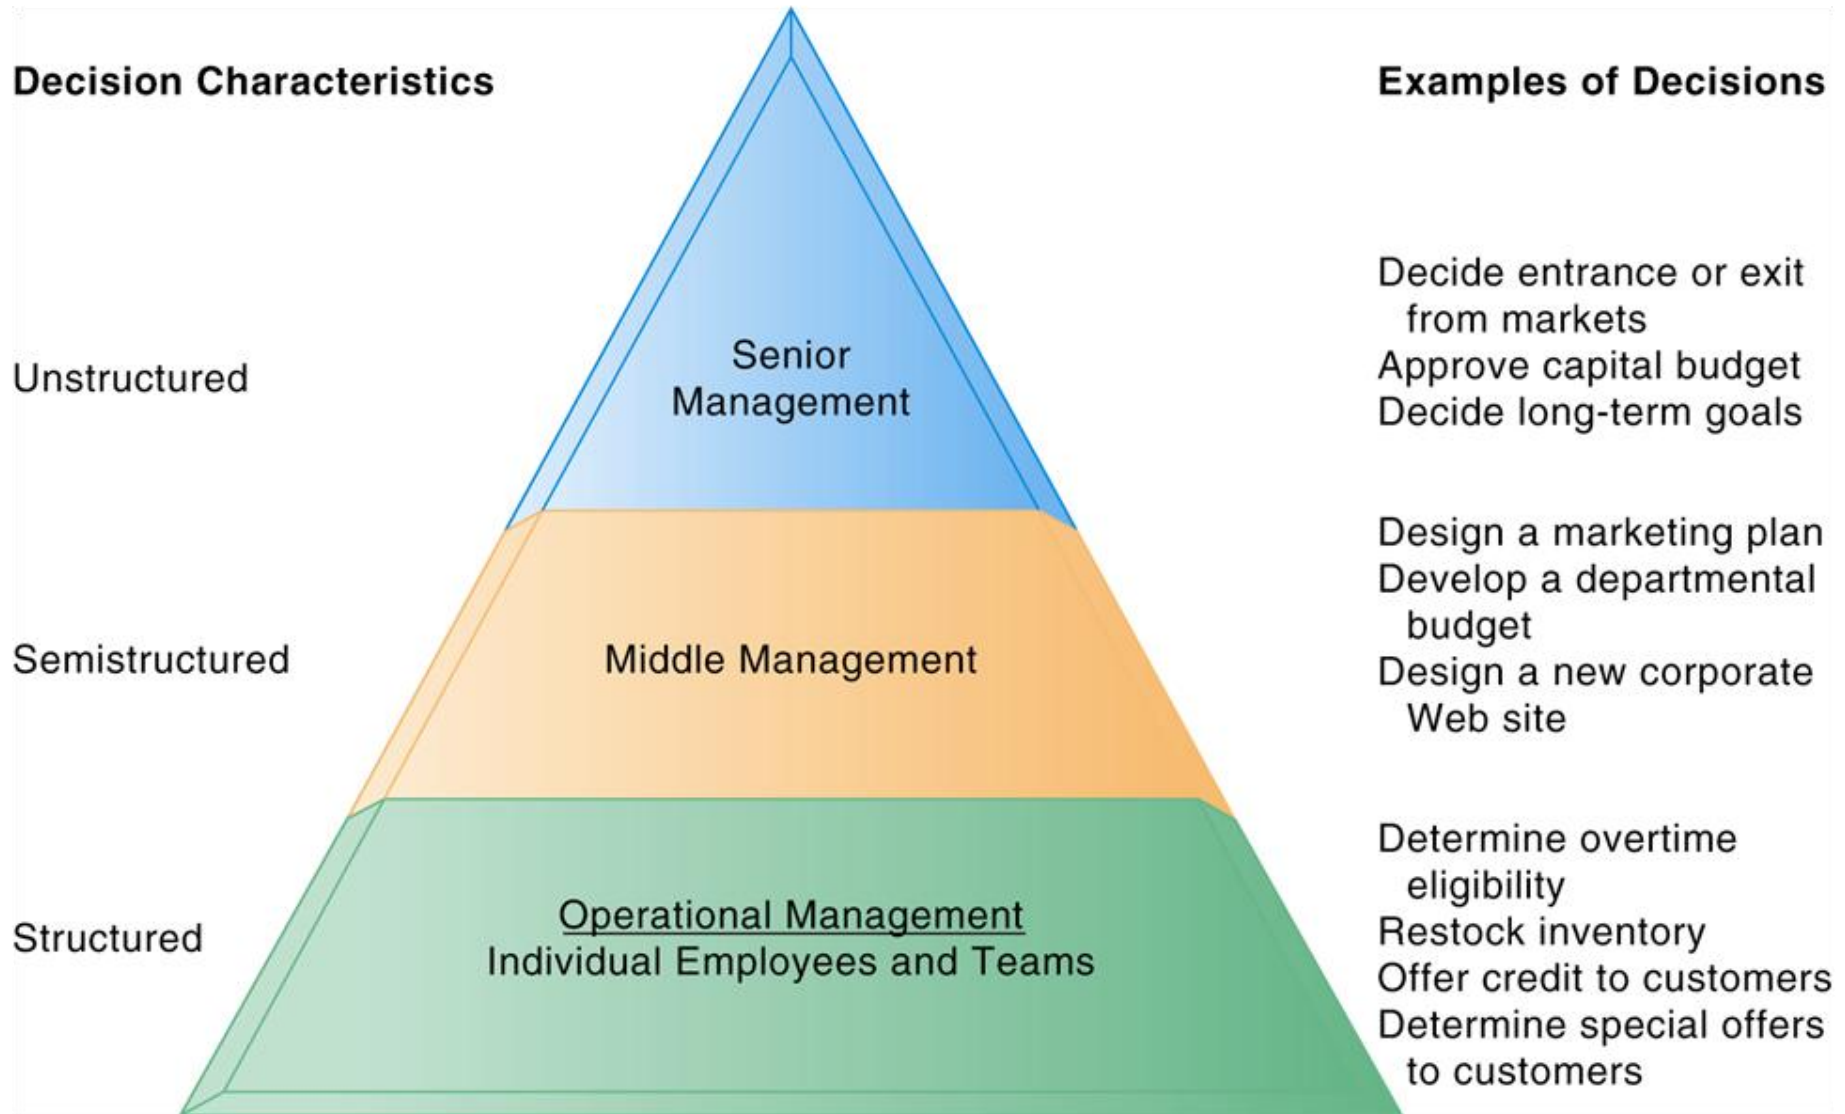 Decision Characteristics
Examples of Decisions
Unstructured
Senior
Management
Decide entrance or exit
from markets
Approve capital budget
Decide long-term goals
Semistructured
Middle Management
Design a marketing plan
Develop a departmental
budget
Design a new corporate
Web site
Structured
Operational Management
Individual Employees and Teams
Determine overtime
eligibility
Restock inventory
Offer credit to customers
Determine special offers
to customers